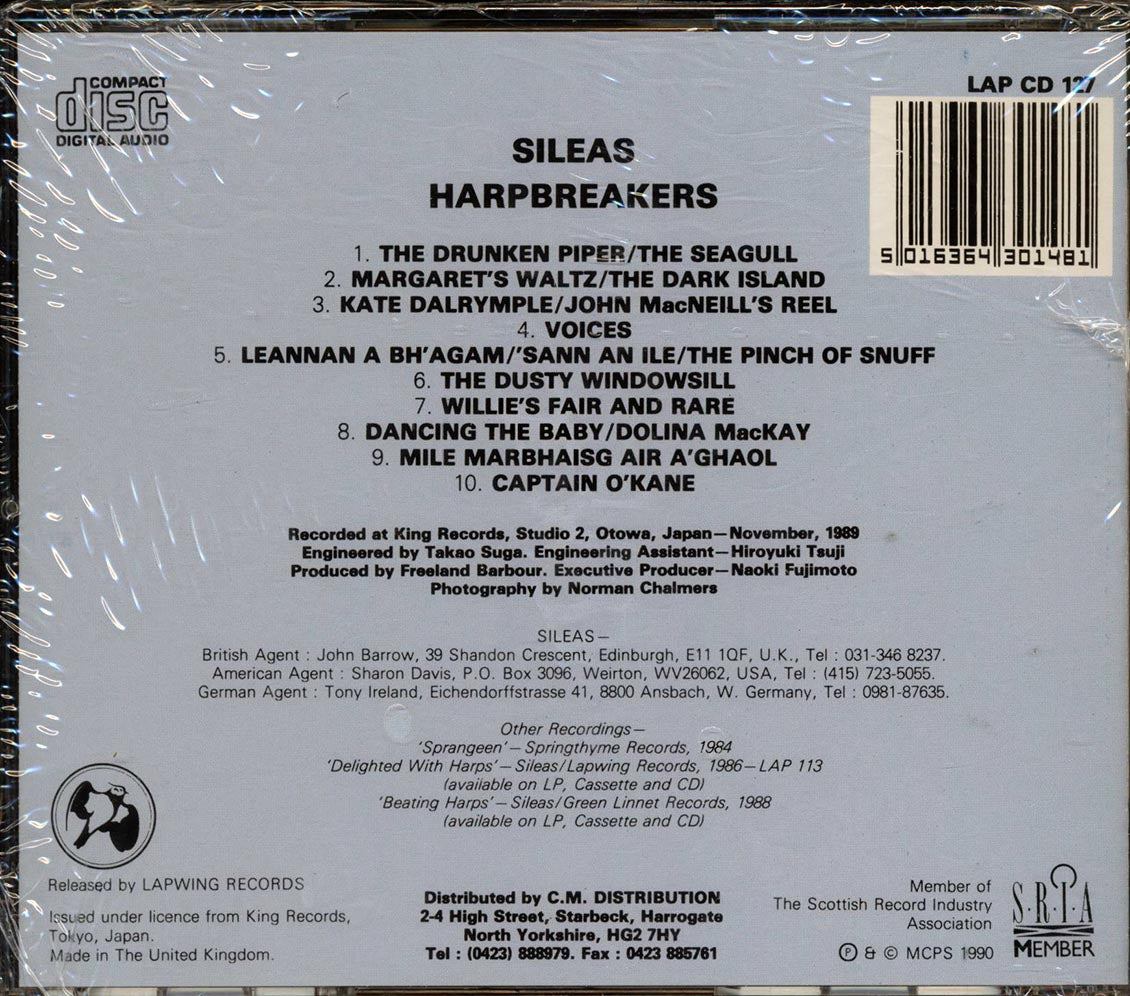 COMPACT
disc
DIGITAL AUDIO
LAP CD 127
5 016364 301481
SILEAS
HARPBREAKERS
1. THE DRUNKEN PIPER/THE SEAGULL
2. MARGARET'S WALTZ/THE DARK ISLAND
3. KATE DALRYMPLE/JOHN MacNEILL'S REEL
4. VOICES
5. LEANNAN A BH'AGAM/'SANN AN ILE/THE PINCH OF SNUFF
6. THE DUSTY WINDOWSILL
7. WILLIE'S FAIR AND RARE
8. DANCING THE BABY/DOLINA MacKAY
9. MILE MARBHAISG AIR A'GHAOL
10. CAPTAIN O'KANE
Recorded at King Records, Studio 2, Otowa, Japan—November, 1989
Engineered by Takao Suga. Engineering Assistant—Hiroyuki Tsuji
Produced by Freeland Barbour. Executive Producer—Naoki Fujimoto
Photography by Norman Chalmers
SILEAS—
British Agent : John Barrow, 39 Shandon Crescent, Edinburgh, E11 1QF, U.K., Tel : 031-346 8237.
American Agent : Sharon Davis, P.O. Box 3096, Weirton, WV26062, USA, Tel : (415) 723-5055.
German Agent : Tony Ireland, Eichendorffstrasse 41, 8800 Ansbach, W. Germany, Tel : 0981-87635.
Other Recordings—
'Sprangeen'—Springthyme Records, 1984
'Delighted With Harps'—Sileas/Lapwing Records, 1986—LAP 113
(available on LP, Cassette and CD)
'Beating Harps'—Sileas/Green Linnet Records, 1988
(available on LP, Cassette and CD)
Released by LAPWING RECORDS
Issued under licence from King Records,
Tokyo, Japan.
Made in The United Kingdom.
Distributed by C.M. DISTRIBUTION
2-4 High Street, Starbeck, Harrogate
North Yorkshire, HG2 7HY
Tel : (0423) 888979. Fax : 0423 885761
Member of
The Scottish Record Industry
Association
Ⓟ & © MCPS 1990
S·R·I·A
MEMBER